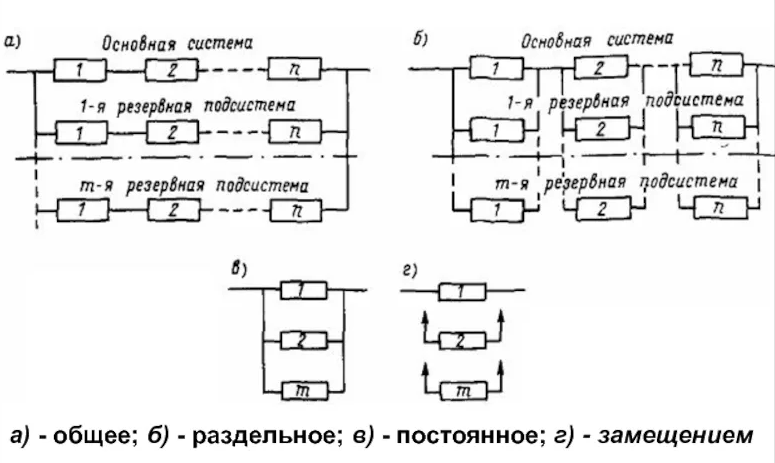 а)
Основная система
1 2 n
1-я резервная подсистема
1 2 n
m-я резервная подсистема
1 2 n
б)
Основная система
1 2 n
1-я резервная подсистема
1 2 n
m-я резервная подсистема
1 2 n
в)
1
2
m
г)
1
2
m
а) - общее; б) - раздельное; в) - постоянное; г) - замещением